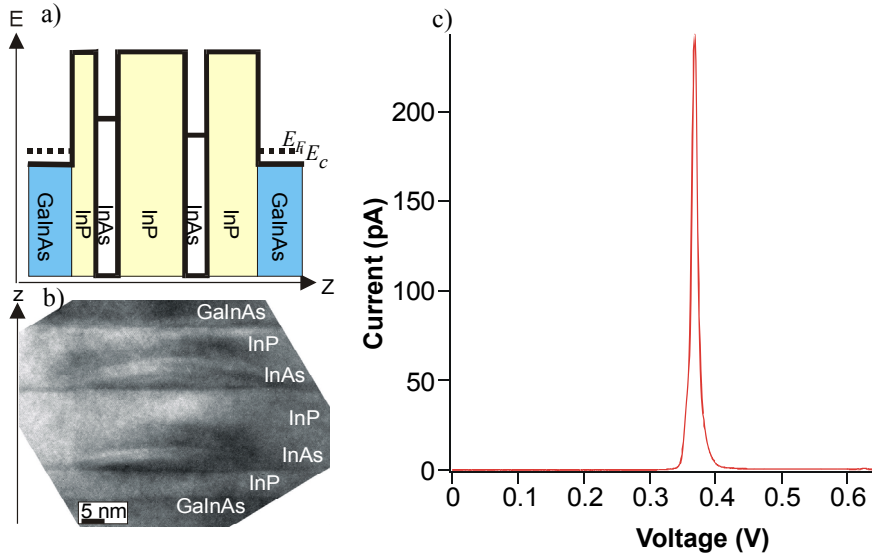 E a)
E_F E_c
GaInAs InP InAs InP InAs InP GaInAs
z
z b)
GaInAs
InP
InAs
InP
InAs
InP
GaInAs
5 nm
c)
200
150
100
50
0
Current (pA)
0 0.1 0.2 0.3 0.4 0.5 0.6
Voltage (V)